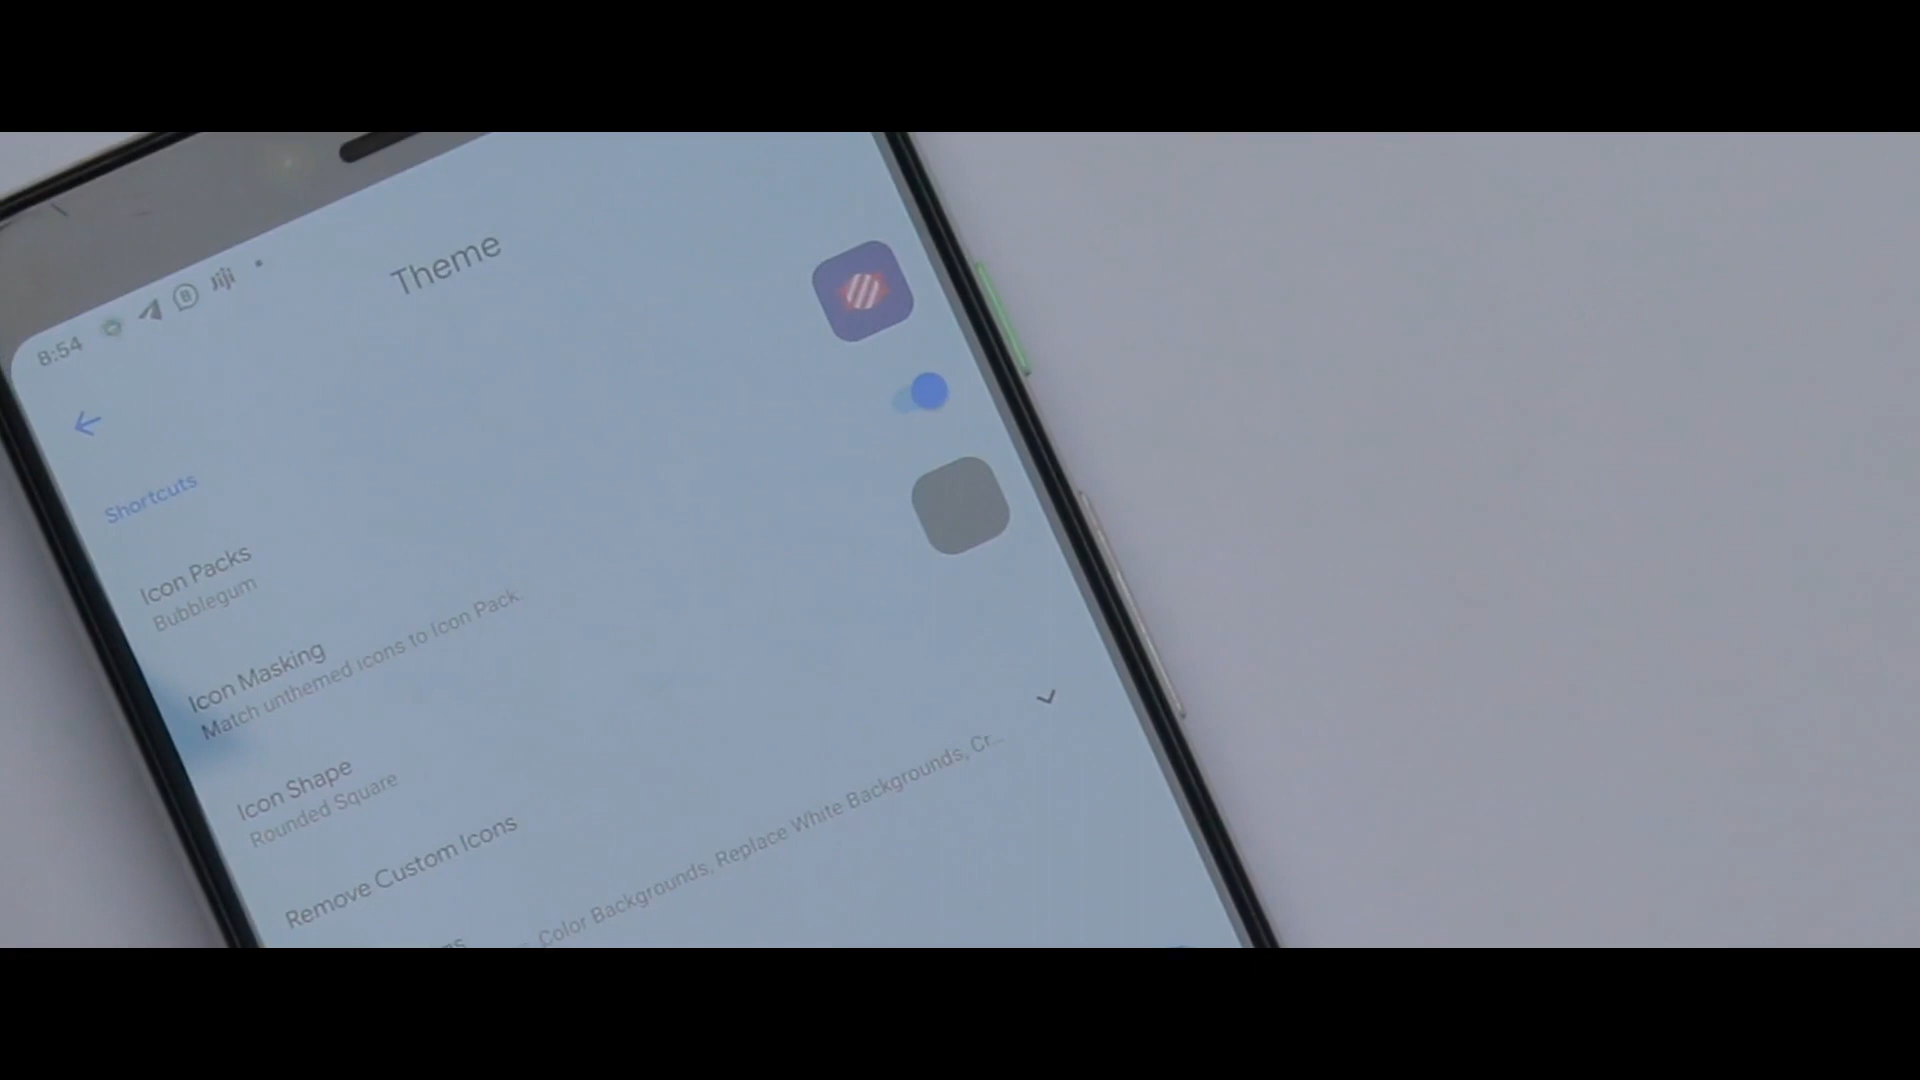 8:54 B Jiji
Theme
Shortcuts
Icon Packs
Bubblegum
Icon Masking
Match unthemed icons to Icon Pack.
Icon Shape
Rounded Square
Remove Custom Icons
Color Backgrounds, Replace White Backgrounds, Cr...